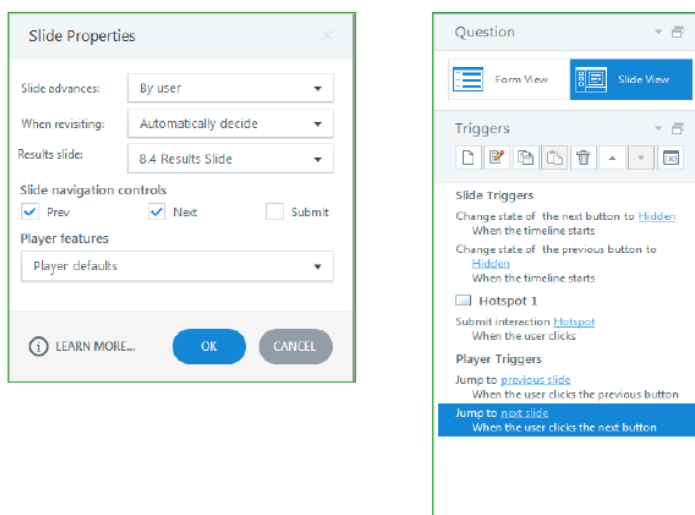 Slide Properties
Slide advances:
By user
When revisiting:
Automatically decide
Results slide:
8.4 Results Slide
Slide navigation controls
Prev
Next
Submit
Player features
Player defaults
LEARN MORE...
OK
CANCEL
Question
Form View
Slide View
Triggers
Slide Triggers
Change state of the next button to Hidden
When the timeline starts
Change state of the previous button to
Hidden
When the timeline starts
Hotspot 1
Submit interaction Hotspot
When the user clicks
Player Triggers
Jump to previous slide
When the user clicks the previous button
Jump to next slide
When the user clicks the next button